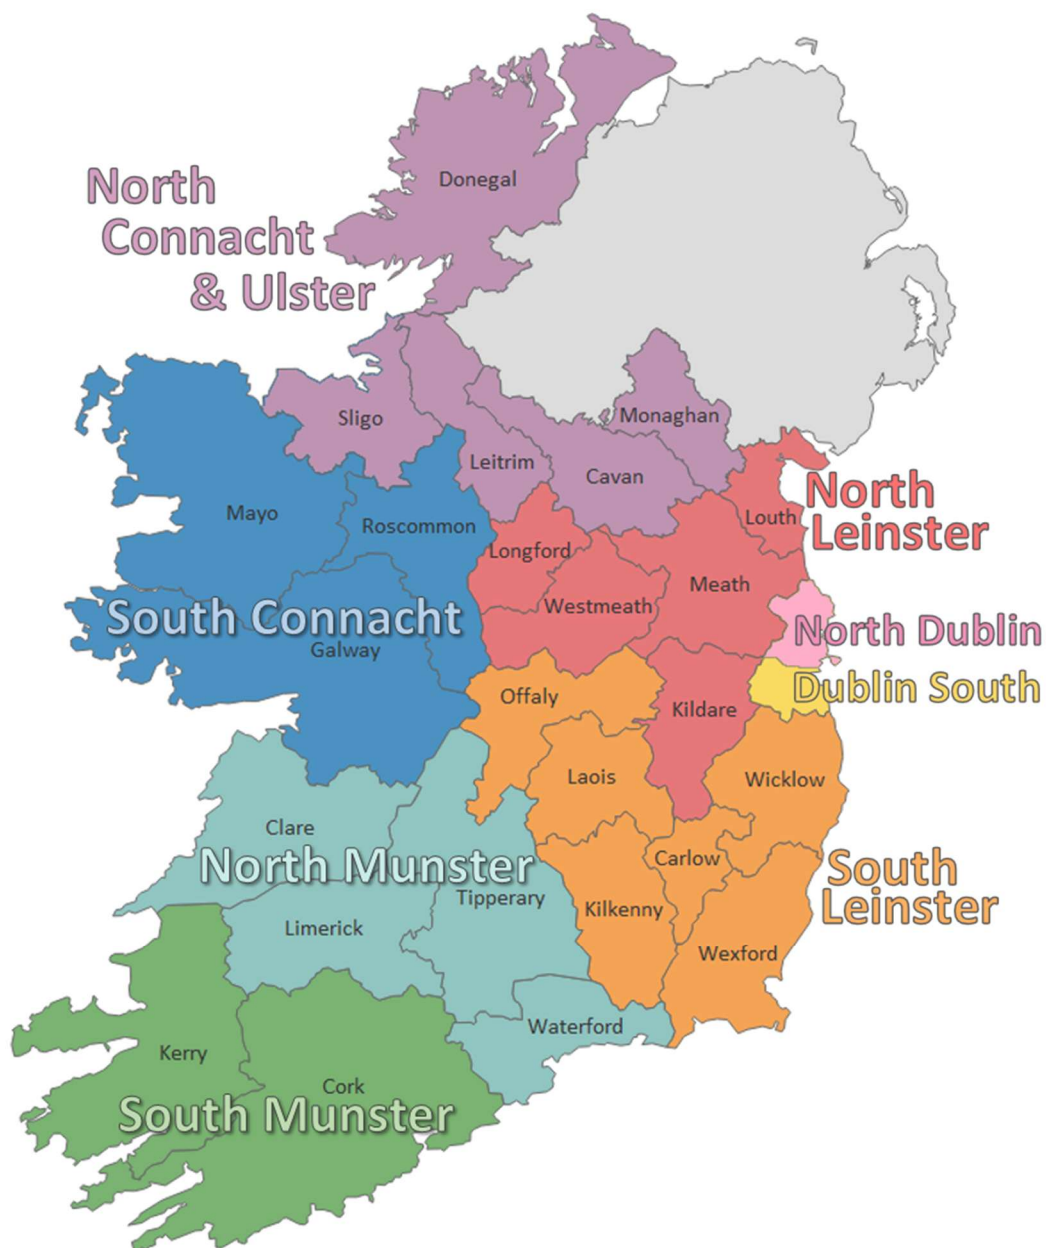 Donegal
North
Connacht
& Ulster
Monaghan
Sligo
Leitrim
Cavan
North
Leinster
Mayo
Roscommon
Louth
Longford
Meath
Westmeath
South Connacht
North Dublin
Galway
Dublin South
Offaly
Kildare
Laois
Wicklow
Clare
North Munster
Carlow
South
Leinster
Tipperary
Kilkenny
Limerick
Wexford
Waterford
Kerry
Cork
South Munster